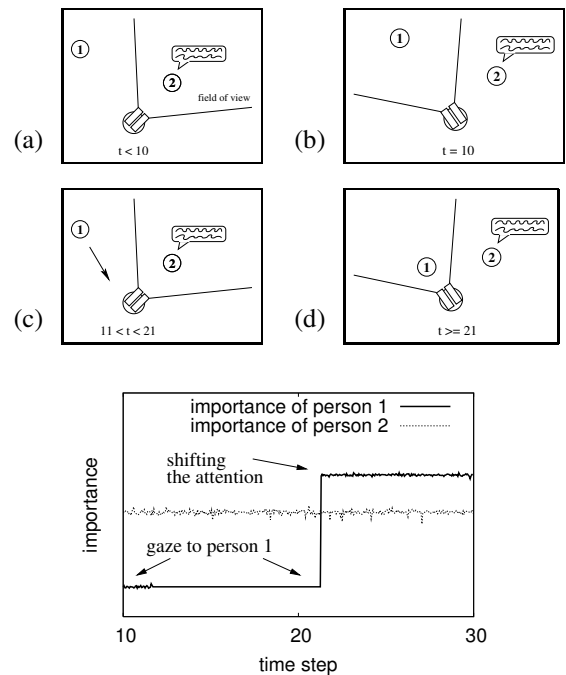 1
2
field of view
(a)
t < 10
1
2
(b)
t = 10
1
2
(c)
11 < t < 21
1
2
(d)
t >= 21
importance of person 1
importance of person 2
shifting
the attention
importance
gaze to person 1
10
20
30
time step